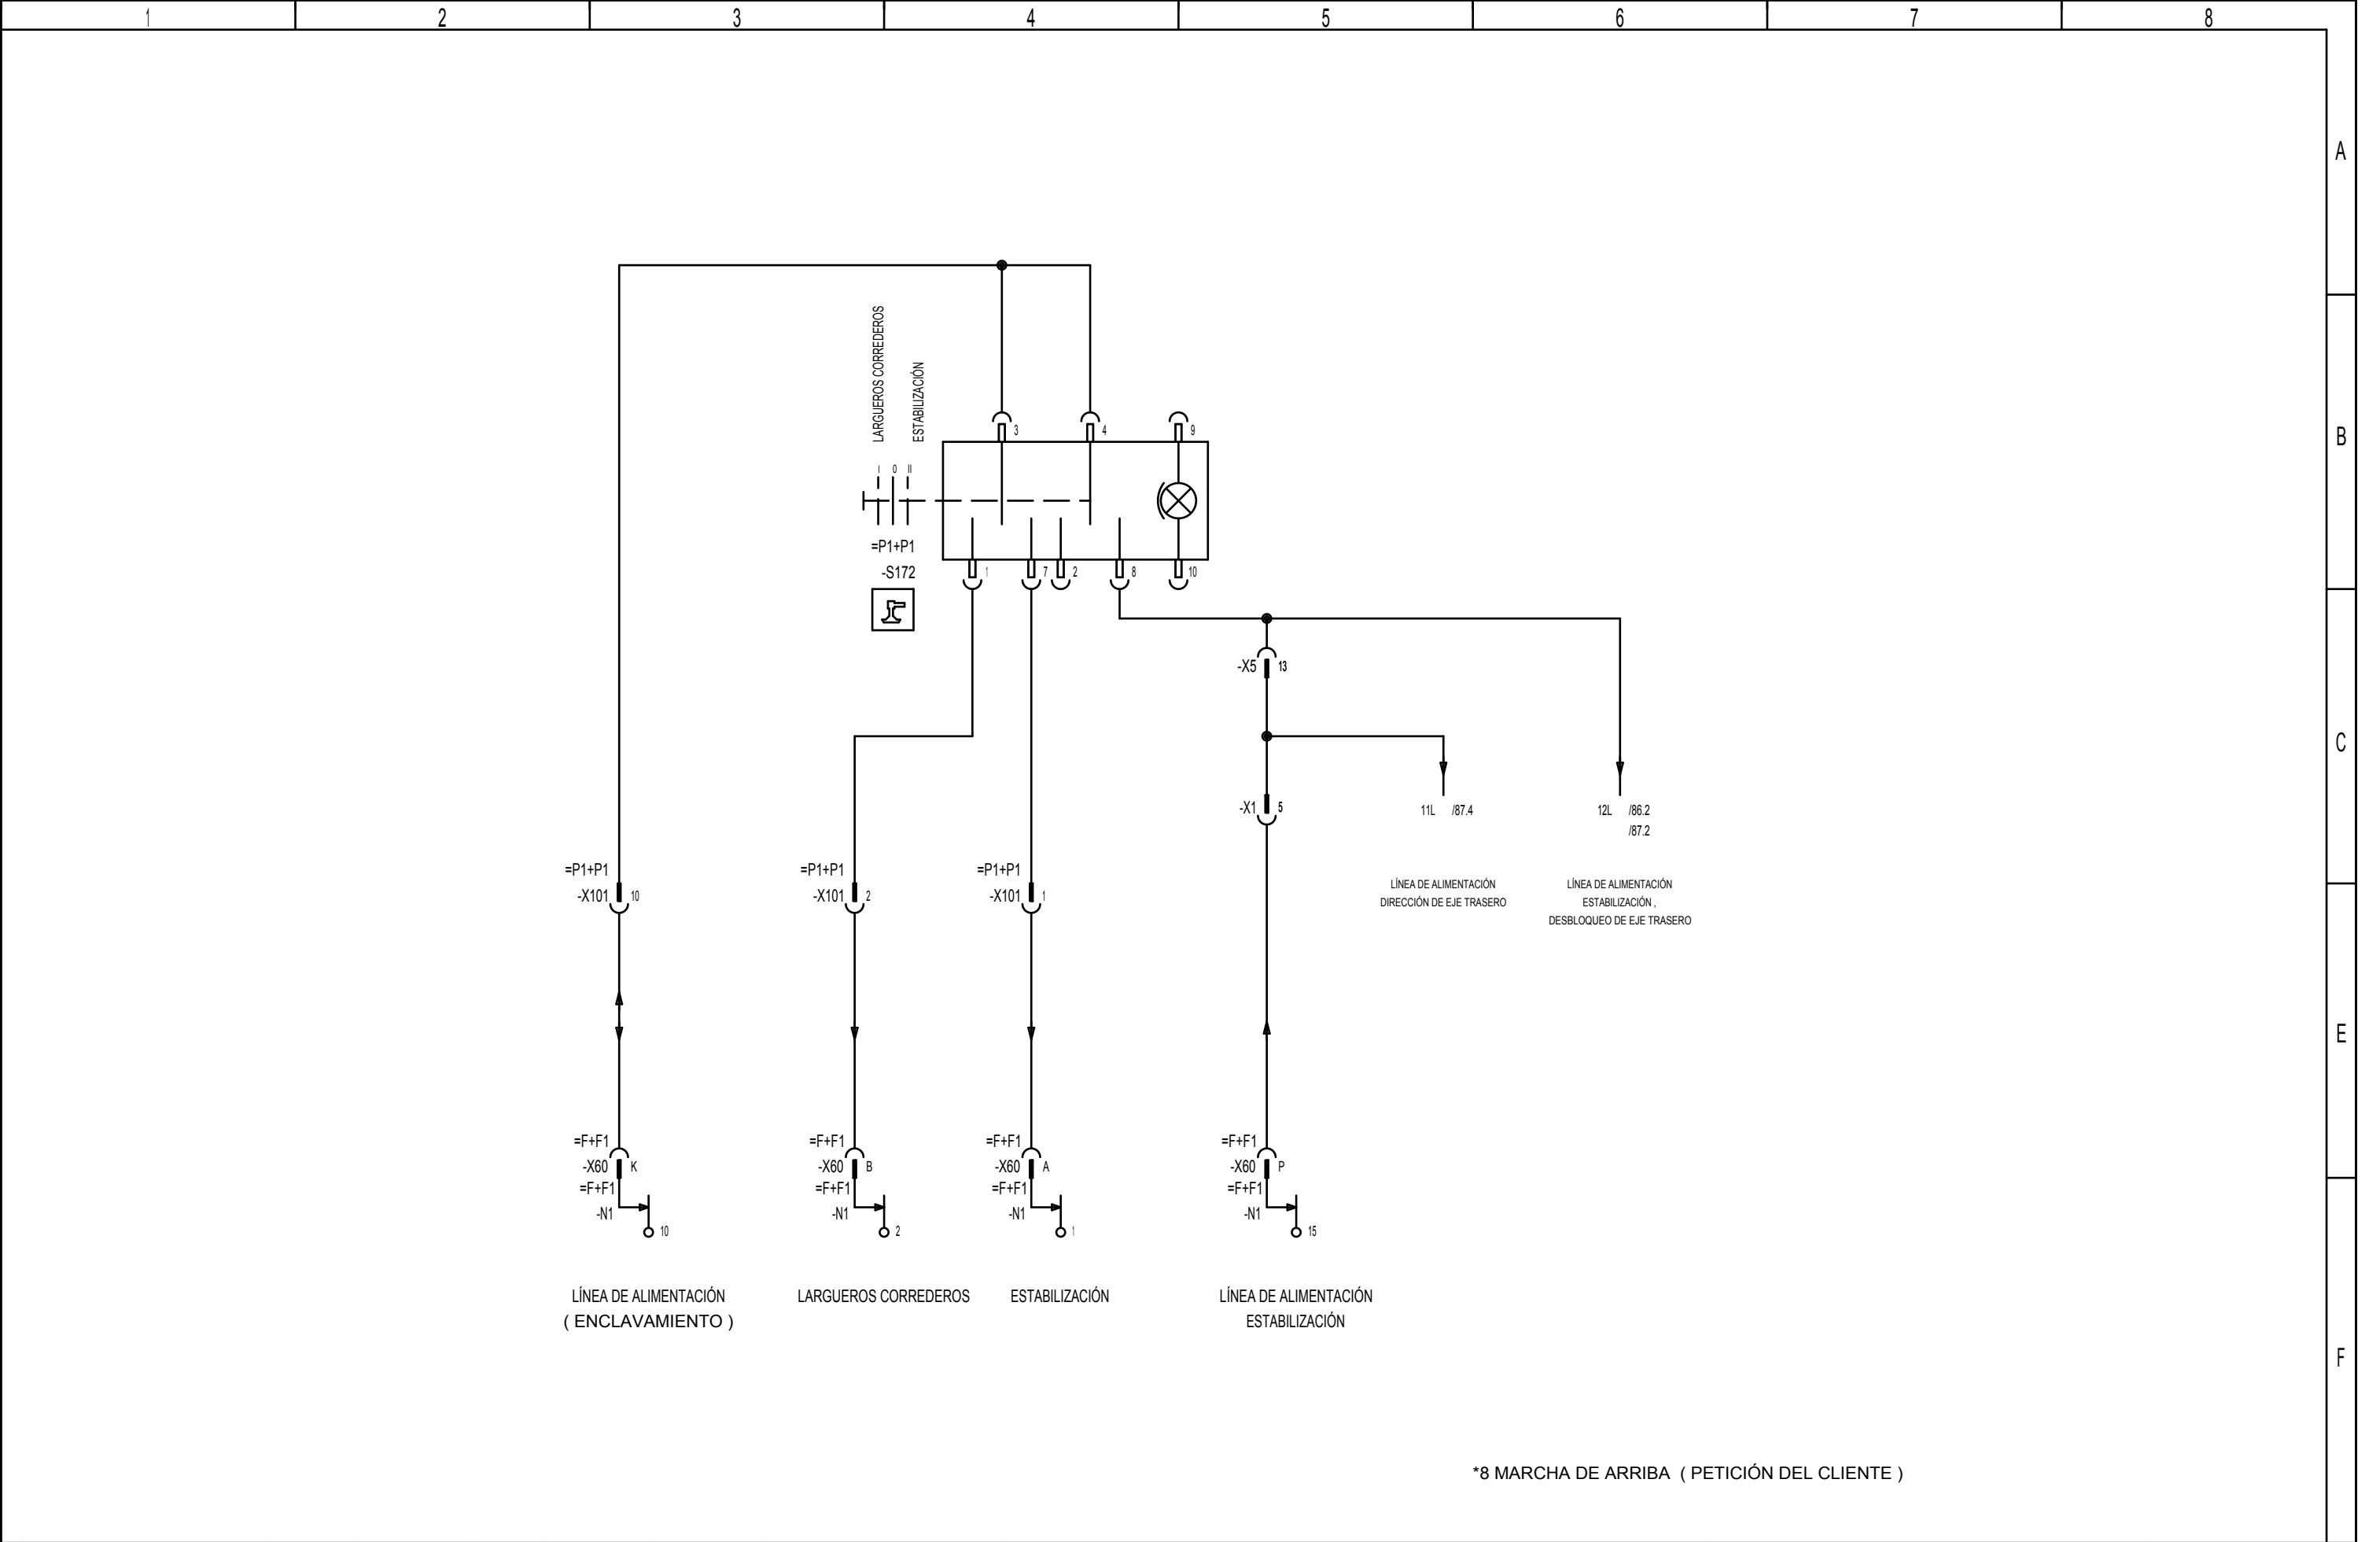 1 2 3 4 5 6 7 8
A
LARGUEROS CORREDEROS
ESTABILIZACIÓN
3 4 9
B
I 0 II
=P1+P1
-S172
1 7 2 8 10
-X5 13
C
-X1 5
11L /87.4
12L /86.2
/87.2
=P1+P1
-X101 10
=P1+P1
-X101 2
=P1+P1
-X101 1
LÍNEA DE ALIMENTACIÓN
DIRECCIÓN DE EJE TRASERO
LÍNEA DE ALIMENTACIÓN
ESTABILIZACIÓN ,
DESBLOQUEO DE EJE TRASERO
E
=F+F1
-X60 K
=F+F1
-N1
10
=F+F1
-X60 B
=F+F1
-N1
2
=F+F1
-X60 A
=F+F1
-N1
1
=F+F1
-X60 P
=F+F1
-N1
15
LÍNEA DE ALIMENTACIÓN
( ENCLAVAMIENTO )
LARGUEROS CORREDEROS
ESTABILIZACIÓN
LÍNEA DE ALIMENTACIÓN
ESTABILIZACIÓN
F
*8 MARCHA DE ARRIBA ( PETICIÓN DEL CLIENTE )